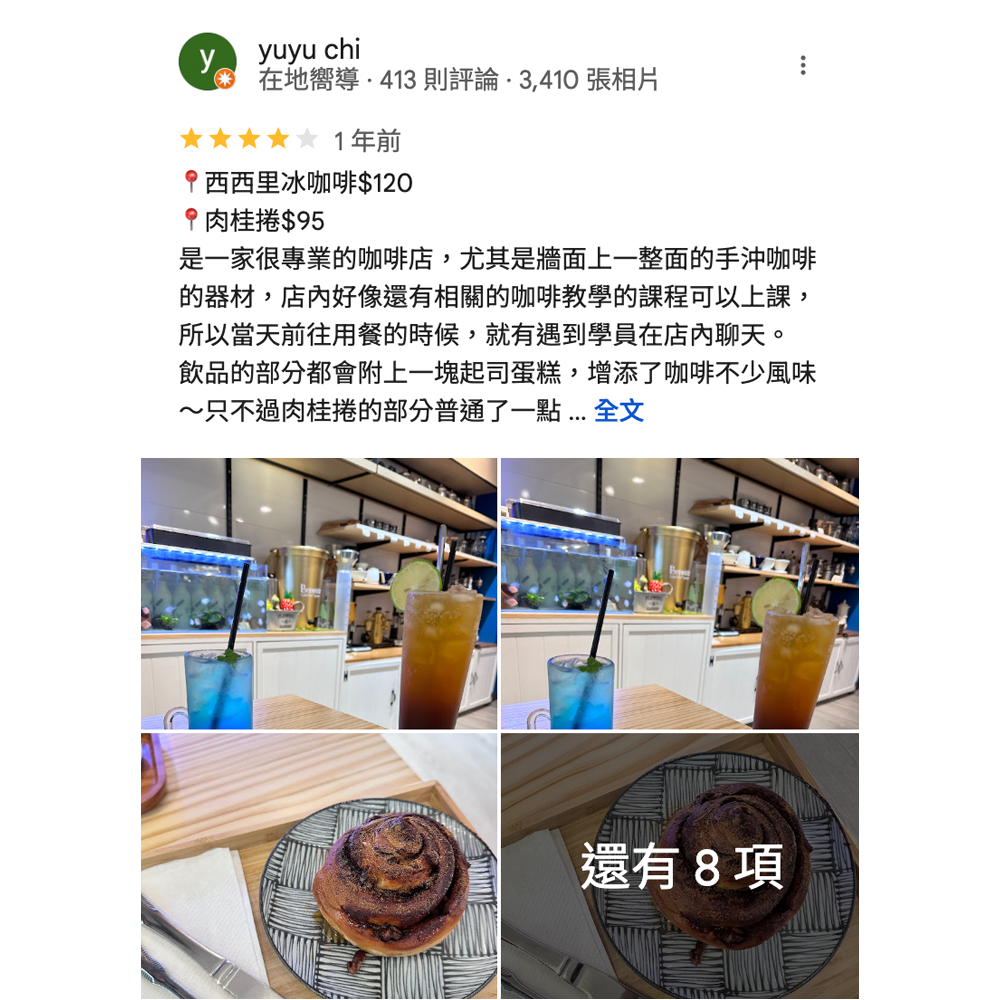 y
yuyu chi
在地嚮導 · 413 則評論 · 3,410 張相片
1 年前
📍西西里冰咖啡$120
📍肉桂捲$95
是一家很專業的咖啡店，尤其是牆面上一整面的手沖咖啡
的器材，店內好像還有相關的咖啡教學的課程可以上課，
所以當天前往用餐的時候，就有遇到學員在店內聊天。
飲品的部分都會附上一塊起司蛋糕，增添了咖啡不少風味
～只不過肉桂捲的部分普通了一點 ... 全文
還有 8 項